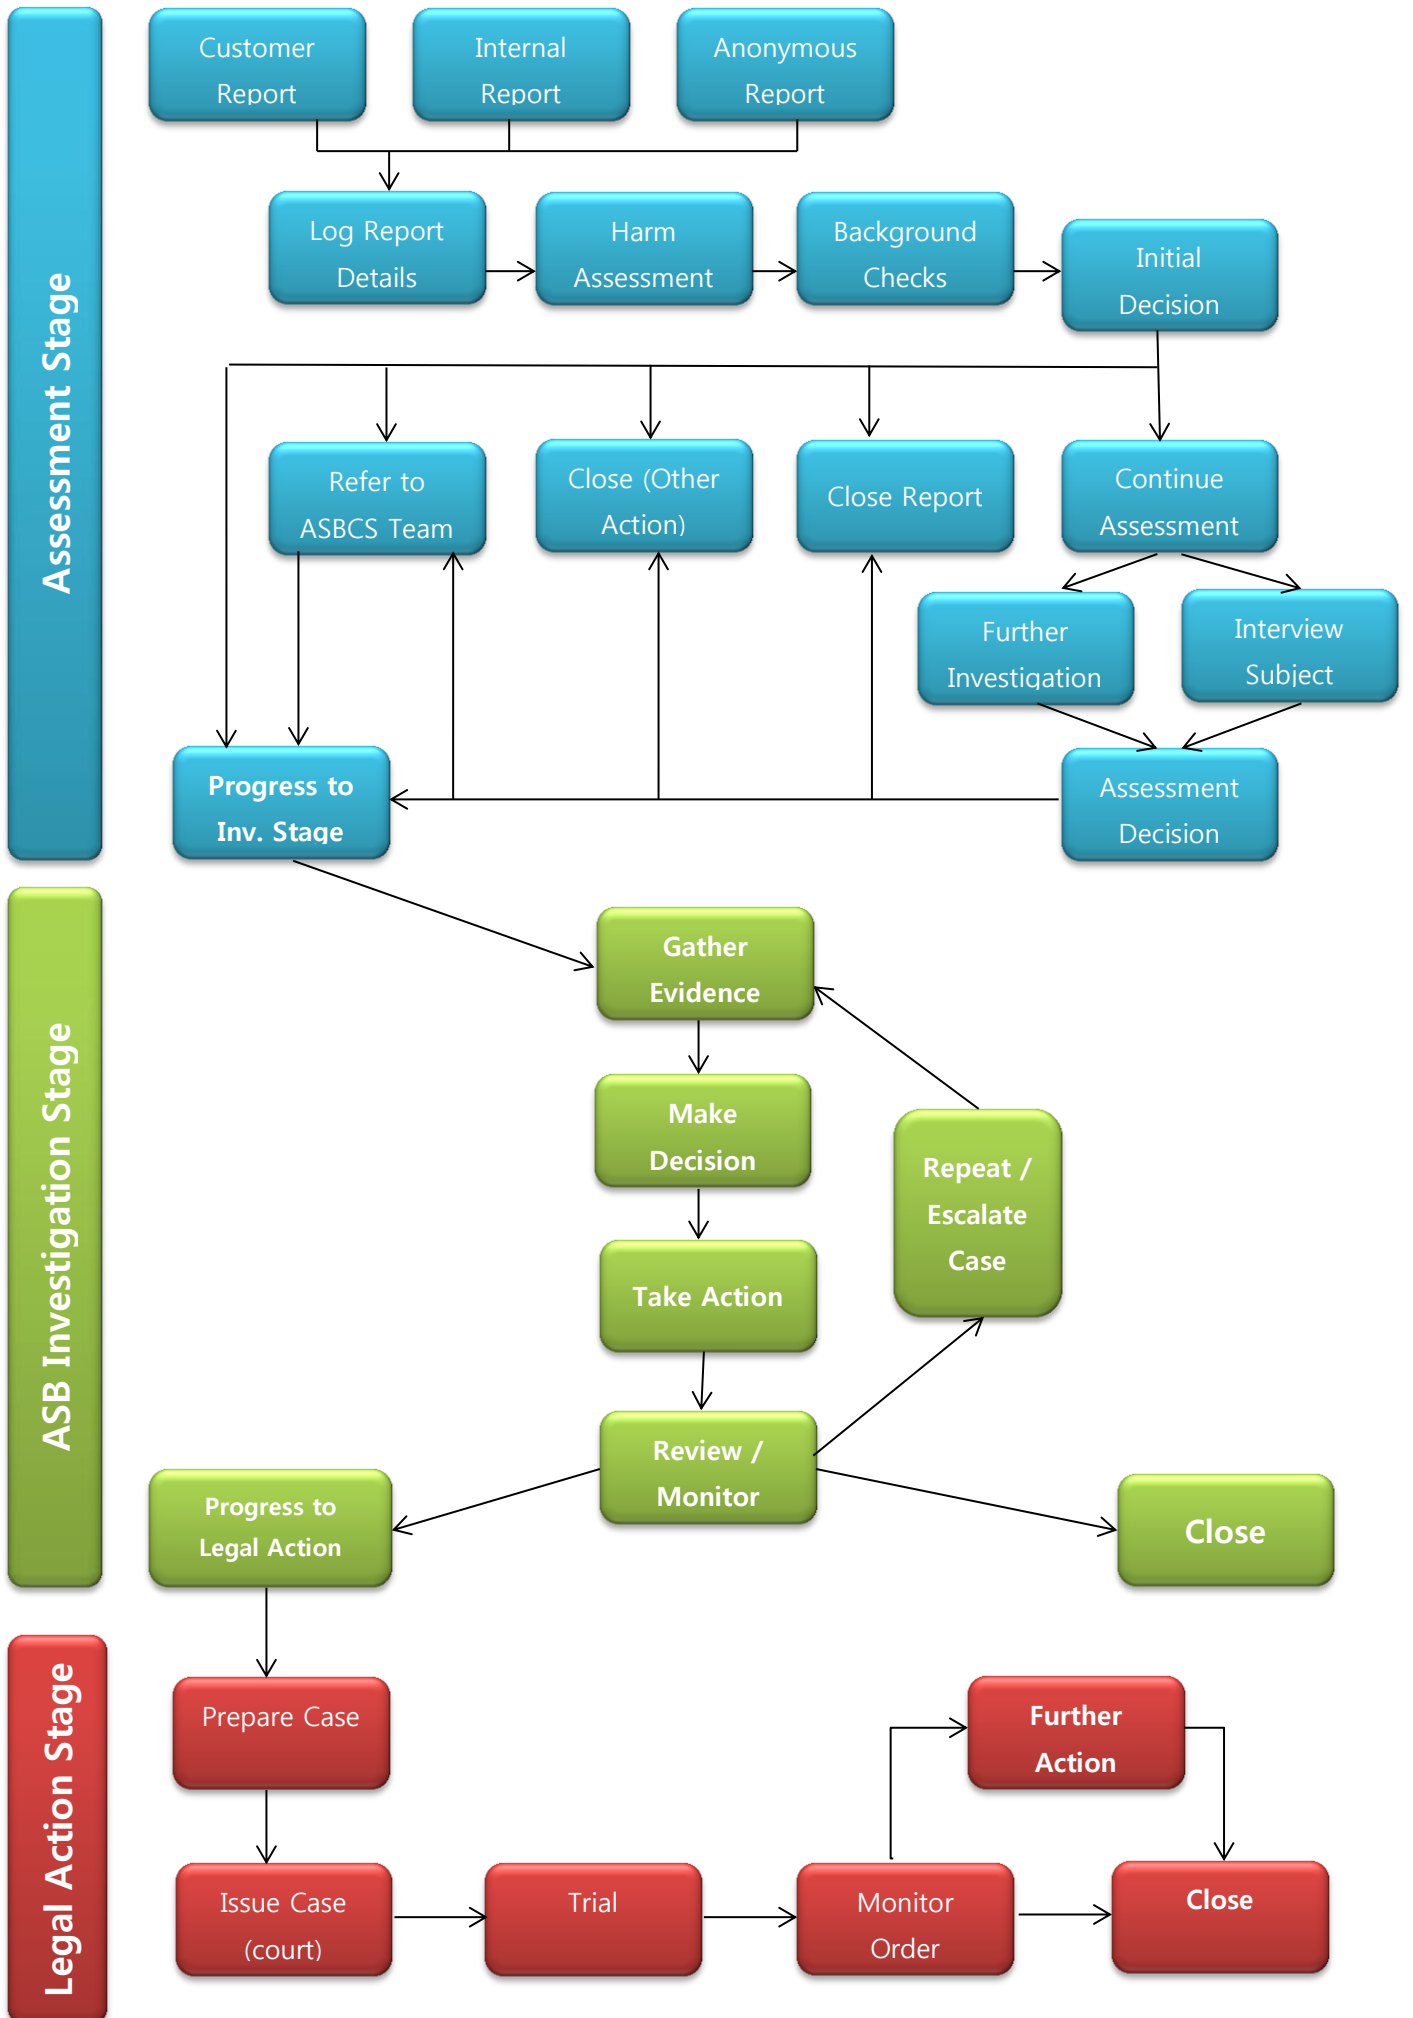 Assessment Stage
Customer
Report
Internal
Report
Anonymous
Report
Log Report
Details
Harm
Assessment
Background
Checks
Initial
Decision
Refer to
ASBCS Team
Close (Other
Action)
Close Report
Continue
Assessment
Further
Investigation
Interview
Subject
Progress to
Inv. Stage
Assessment
Decision
ASB Investigation Stage
Gather
Evidence
Make
Decision
Repeat /
Escalate
Case
Take Action
Review /
Monitor
Progress to
Legal Action
Close
Legal Action Stage
Prepare Case
Further
Action
Issue Case
(court)
Trial
Monitor
Order
Close